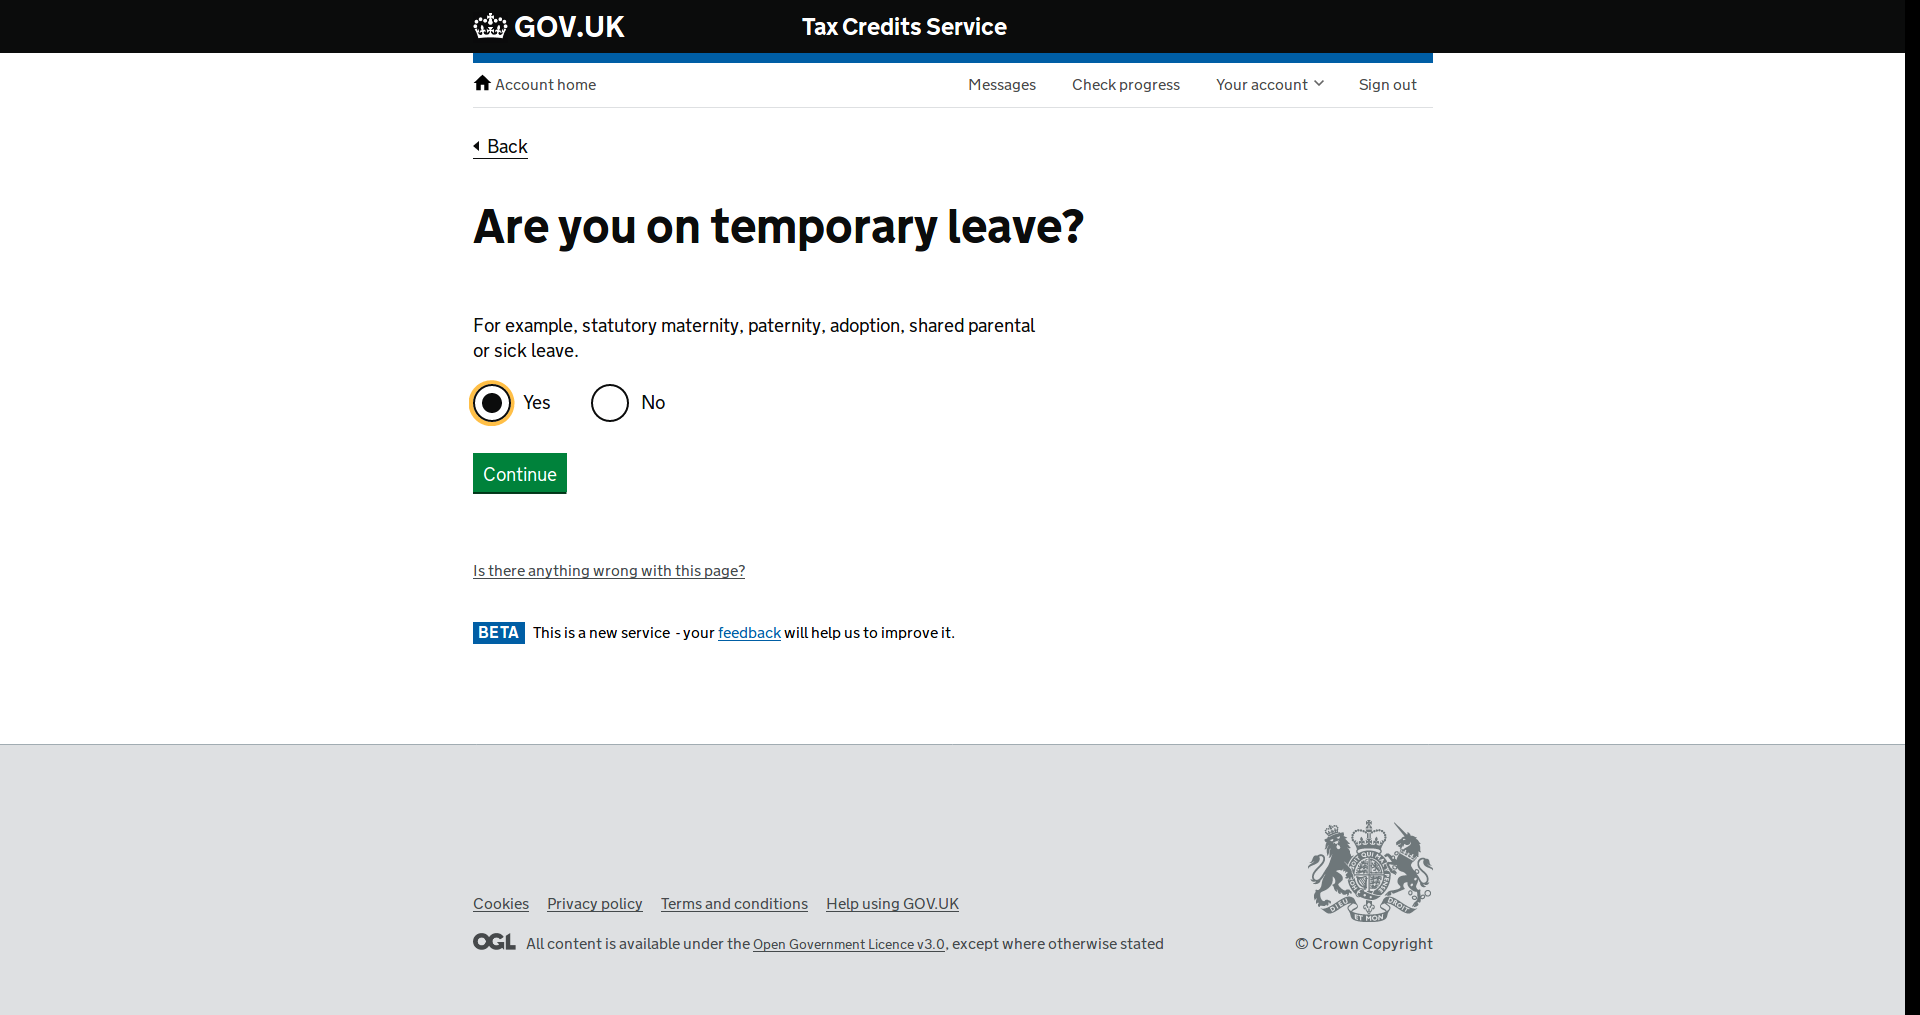 GOV.UK
Tax Credits Service
Account home
Messages
Check progress
Your account
Sign out
Back
Are you on temporary leave?
For example, statutory maternity, paternity, adoption, shared parental
or sick leave.
Yes
No
Continue
Is there anything wrong with this page?
BETA This is a new service - your feedback will help us to improve it.
Cookies
Privacy policy
Terms and conditions
Help using GOV.UK
OGL All content is available under the Open Government Licence v3.0, except where otherwise stated
DIEU ET MON DROIT
© Crown Copyright